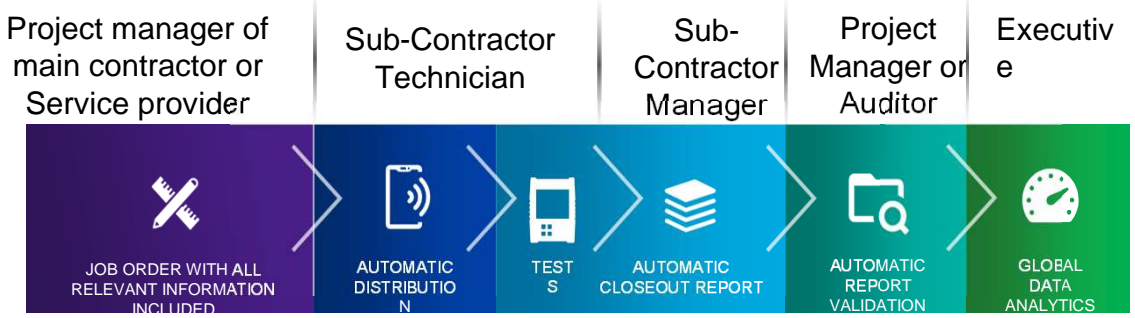 Project manager of
main contractor or
Service provider
Sub-Contractor
Technician
Sub-
Contractor
Manager
Project
Manager or
Auditor
Executiv
e
JOB ORDER WITH ALL
RELEVANT INFORMATION
INCLUDED
AUTOMATIC
DISTRIBUTIO
N
TEST
S
AUTOMATIC
CLOSEOUT REPORT
AUTOMATIC
REPORT
VALIDATION
GLOBAL
DATA
ANALYTICS